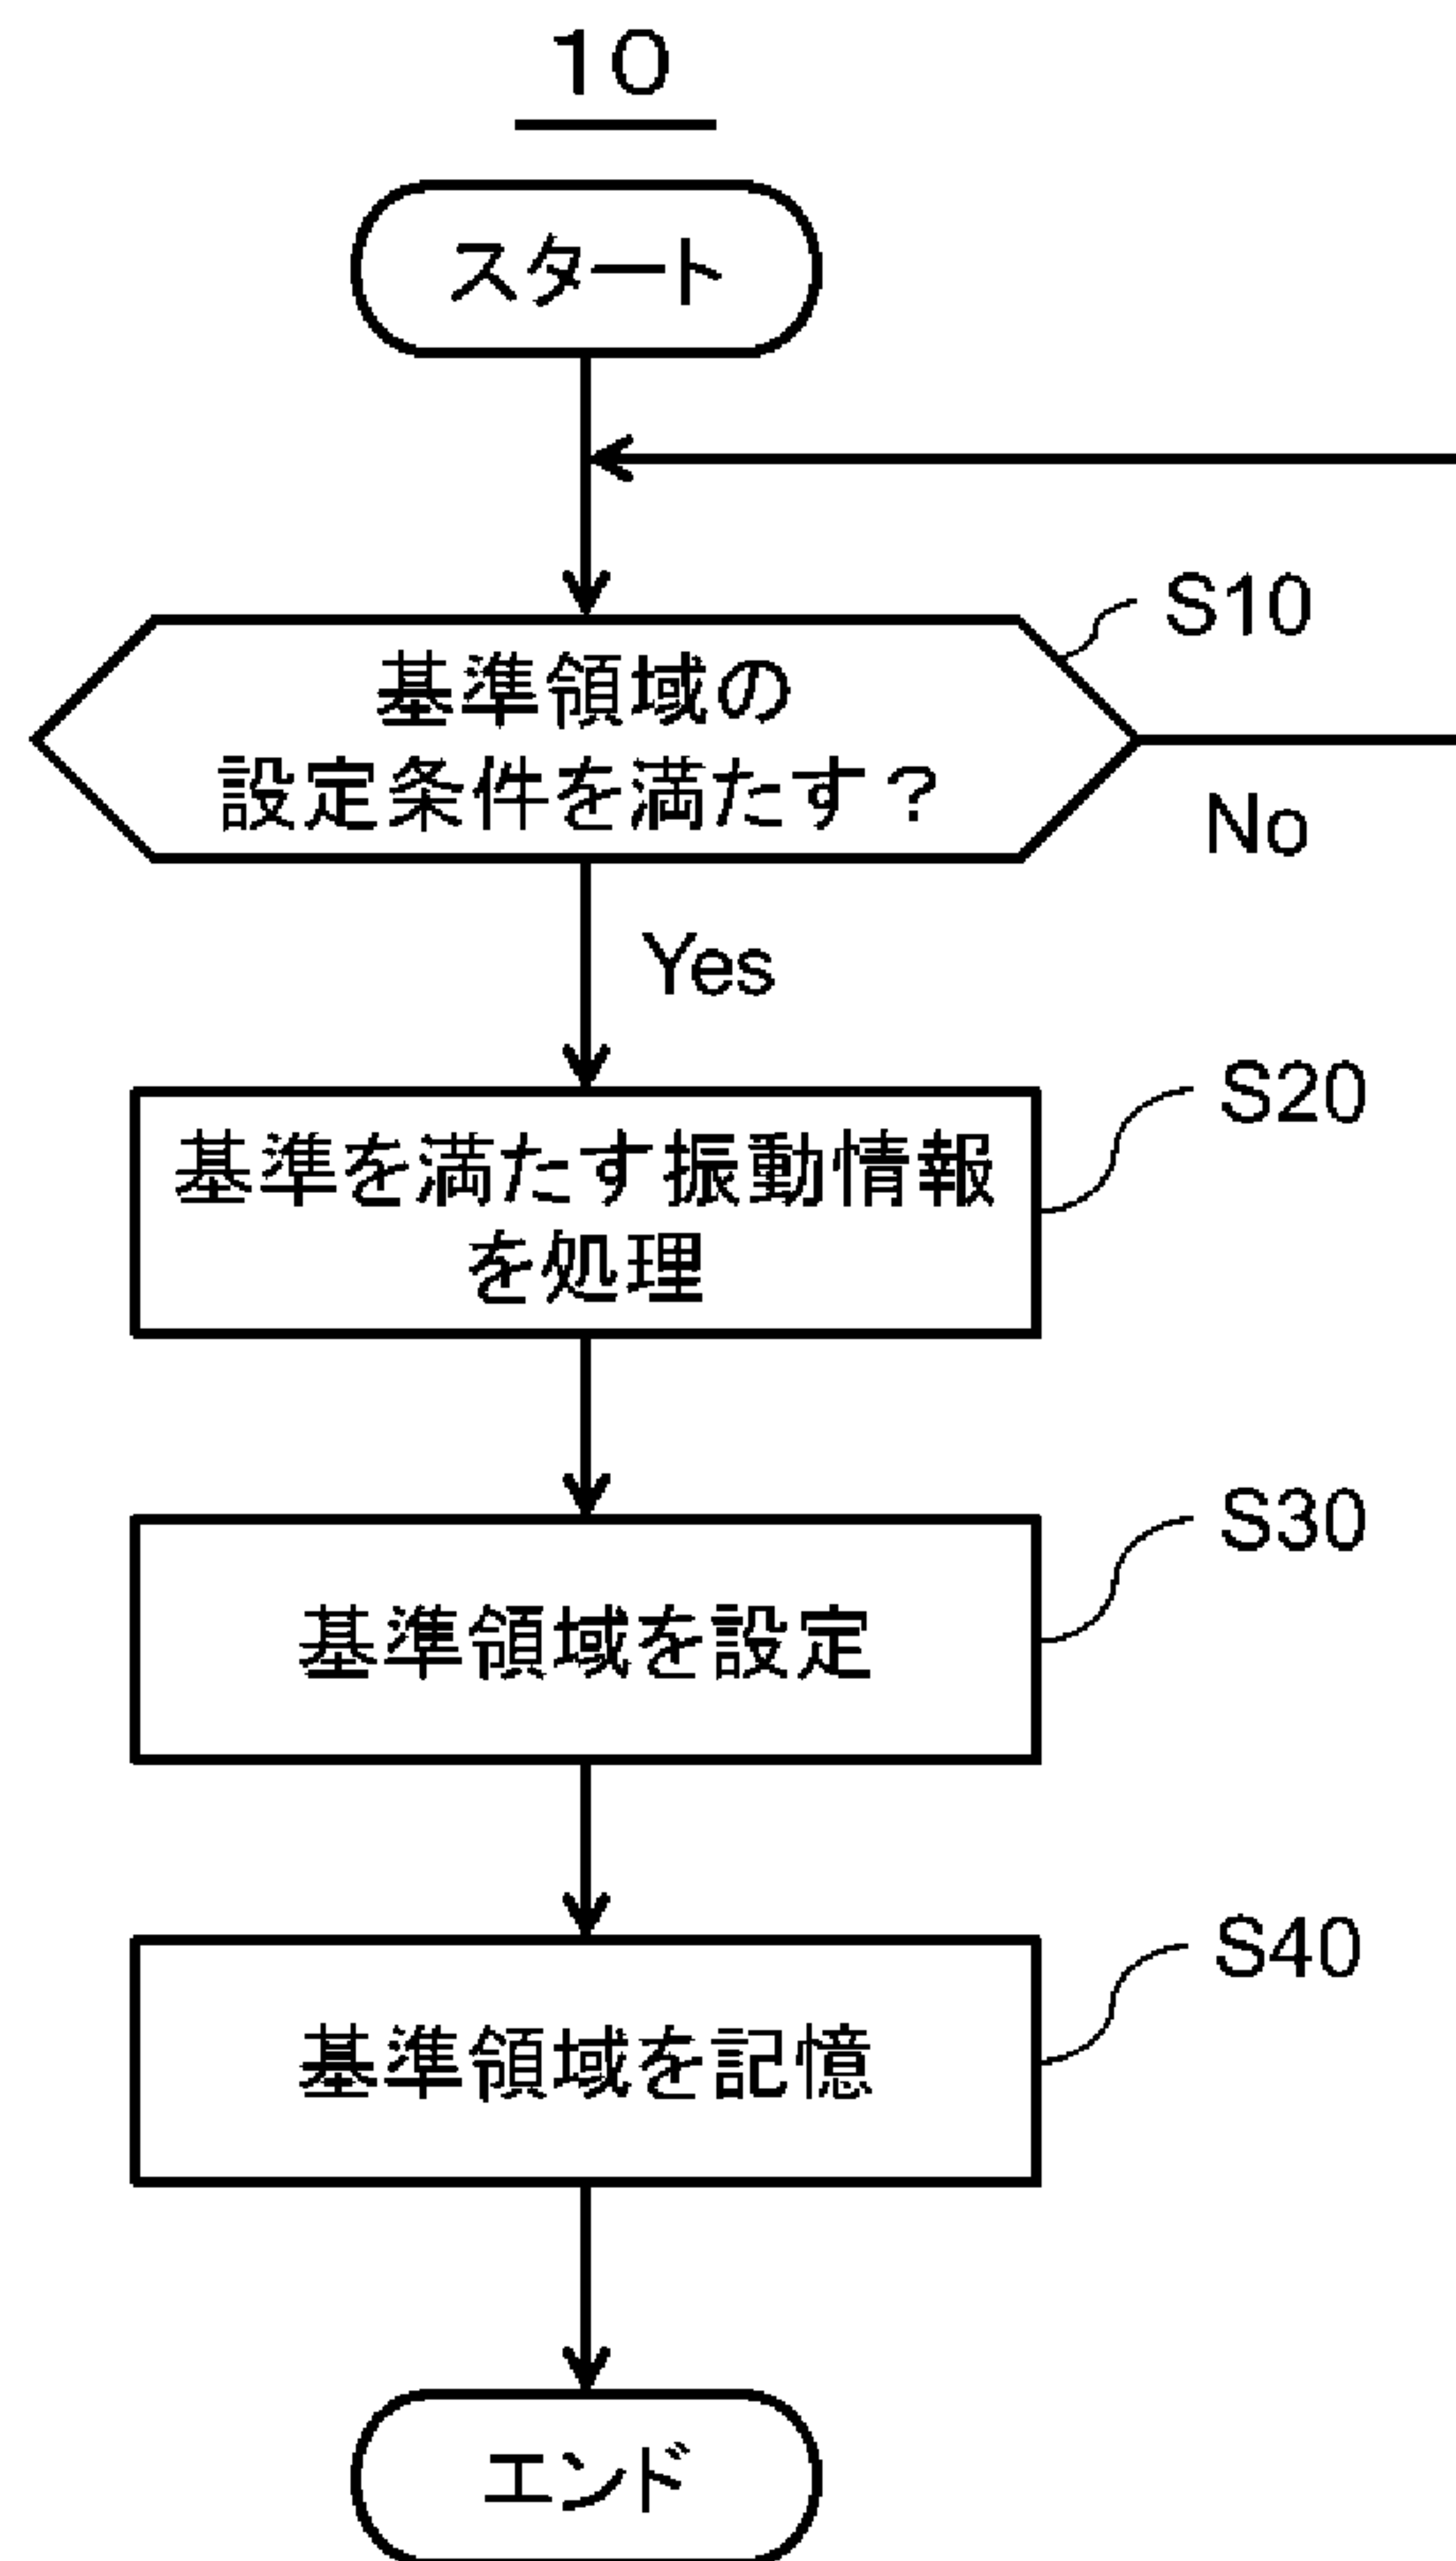 10
スタート
S10
基準領域の
設定条件を満たす？
No
Yes
S20
基準を満たす振動情報
を処理
S30
基準領域を設定
S40
基準領域を記憶
エンド